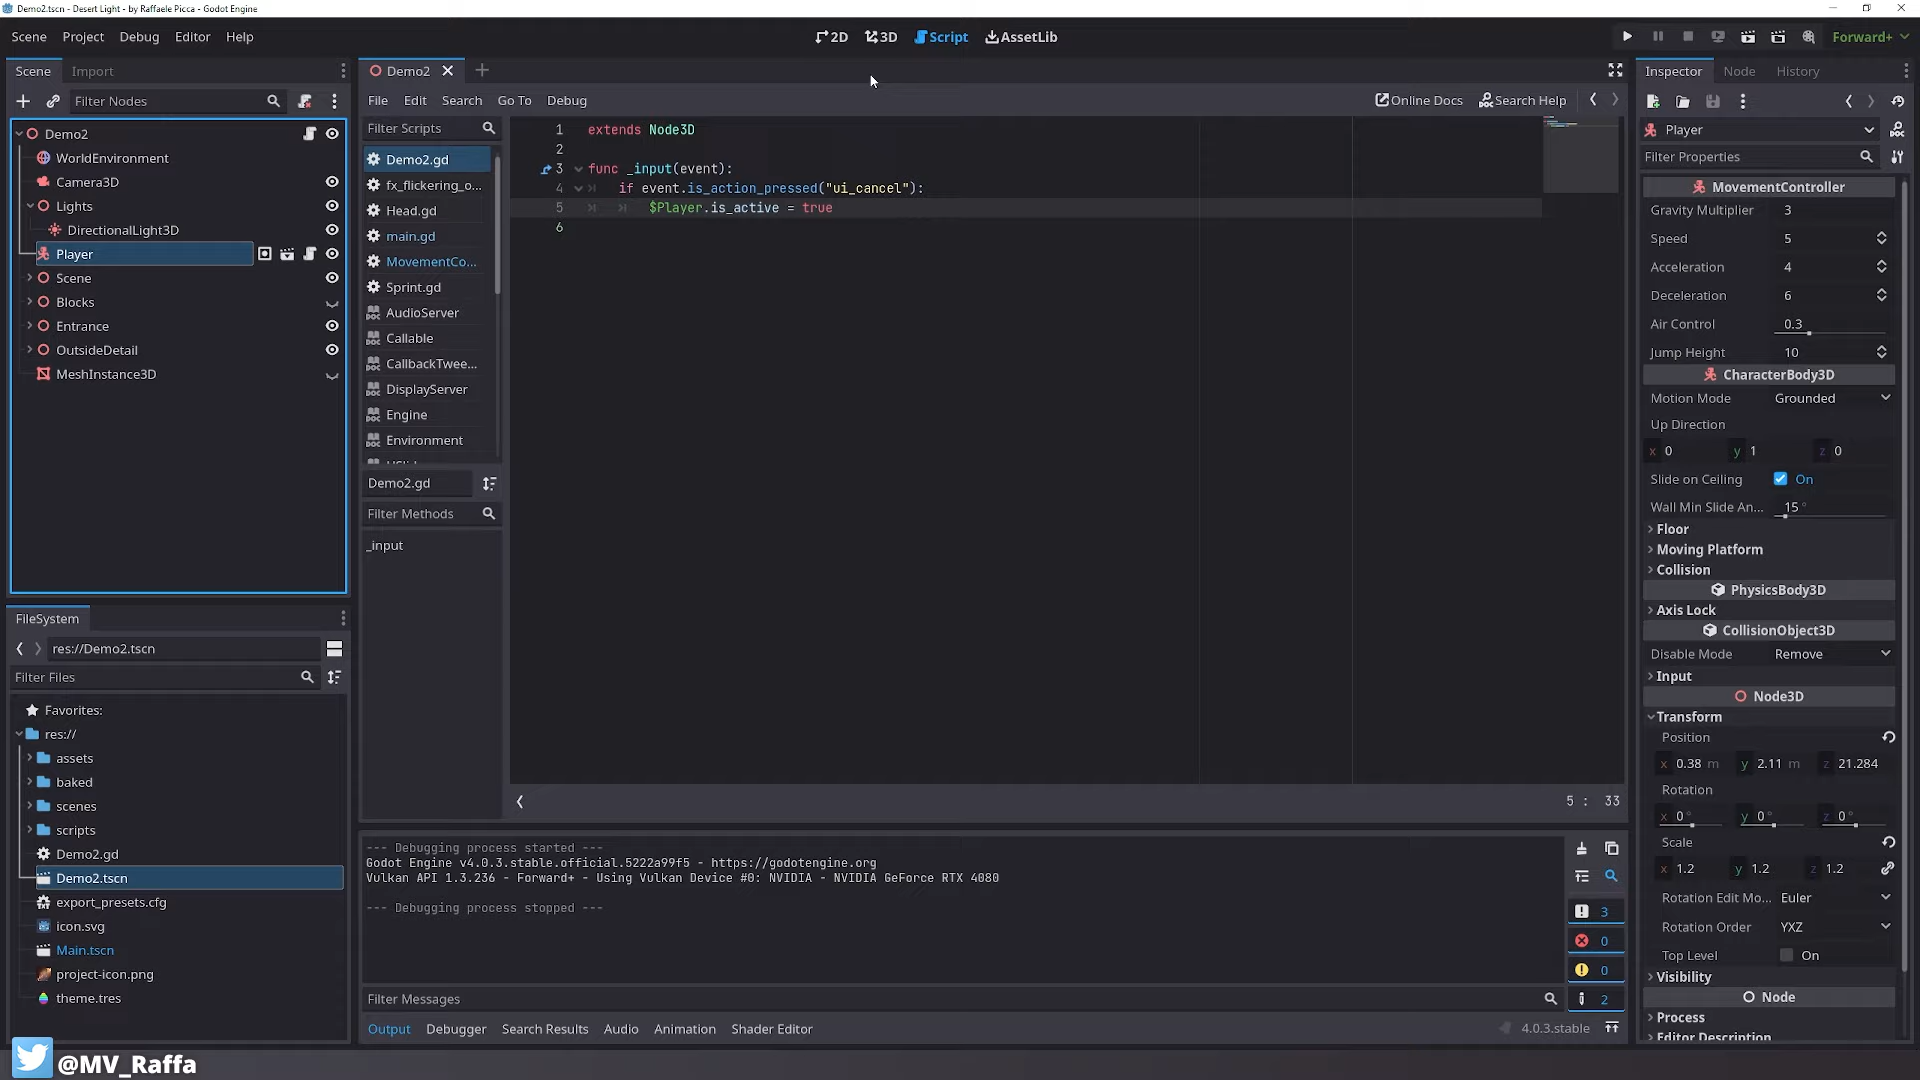 Demo2.tscn - Desert Light - by Raffaele Picca - Godot Engine
Scene Project Debug Editor Help
2D 3D Script AssetLib
Forward+
Scene Import
Filter Nodes
Demo2
WorldEnvironment
Camera3D
Lights
DirectionalLight3D
Player
Scene
Blocks
Entrance
OutsideDetail
MeshInstance3D
FileSystem
res://Demo2.tscn
Filter Files
Favorites:
res://
assets
baked
scenes
scripts
Demo2.gd
Demo2.tscn
export_presets.cfg
icon.svg
Main.tscn
project-icon.png
theme.tres
@MV_Raffa
Demo2
File Edit Search Go To Debug
Online Docs Search Help
Filter Scripts
Demo2.gd
fx_flickering_o...
Head.gd
main.gd
MovementCo...
Sprint.gd
AudioServer
Callable
CallbackTwee...
DisplayServer
Engine
Environment
Demo2.gd
Filter Methods
_input
1 extends Node3D
2
3 func _input(event):
4 if event.is_action_pressed("ui_cancel"):
5 $Player.is_active = true
6
5 : 33
--- Debugging process started ---
Godot Engine v4.0.3.stable.official.5222a99f5 - https://godotengine.org
Vulkan API 1.3.236 - Forward+ - Using Vulkan Device #0: NVIDIA - NVIDIA GeForce RTX 4080
--- Debugging process stopped ---
3
0
0
2
Filter Messages
Output Debugger Search Results Audio Animation Shader Editor
4.0.3.stable
Inspector Node History
Player
Filter Properties
MovementController
Gravity Multiplier 3
Speed 5
Acceleration 4
Deceleration 6
Air Control 0.3
Jump Height 10
CharacterBody3D
Motion Mode Grounded
Up Direction
x 0 y 1 z 0
Slide on Ceiling On
Wall Min Slide An... 15 °
Floor
Moving Platform
Collision
PhysicsBody3D
Axis Lock
CollisionObject3D
Disable Mode Remove
Input
Node3D
Transform
Position
x 0.38 m y 2.11 m z 21.284
Rotation
x 0 ° y 0 ° z 0 °
Scale
x 1.2 y 1.2 z 1.2
Rotation Edit Mo... Euler
Rotation Order YXZ
Top Level On
Visibility
Node
Process
Editor Description